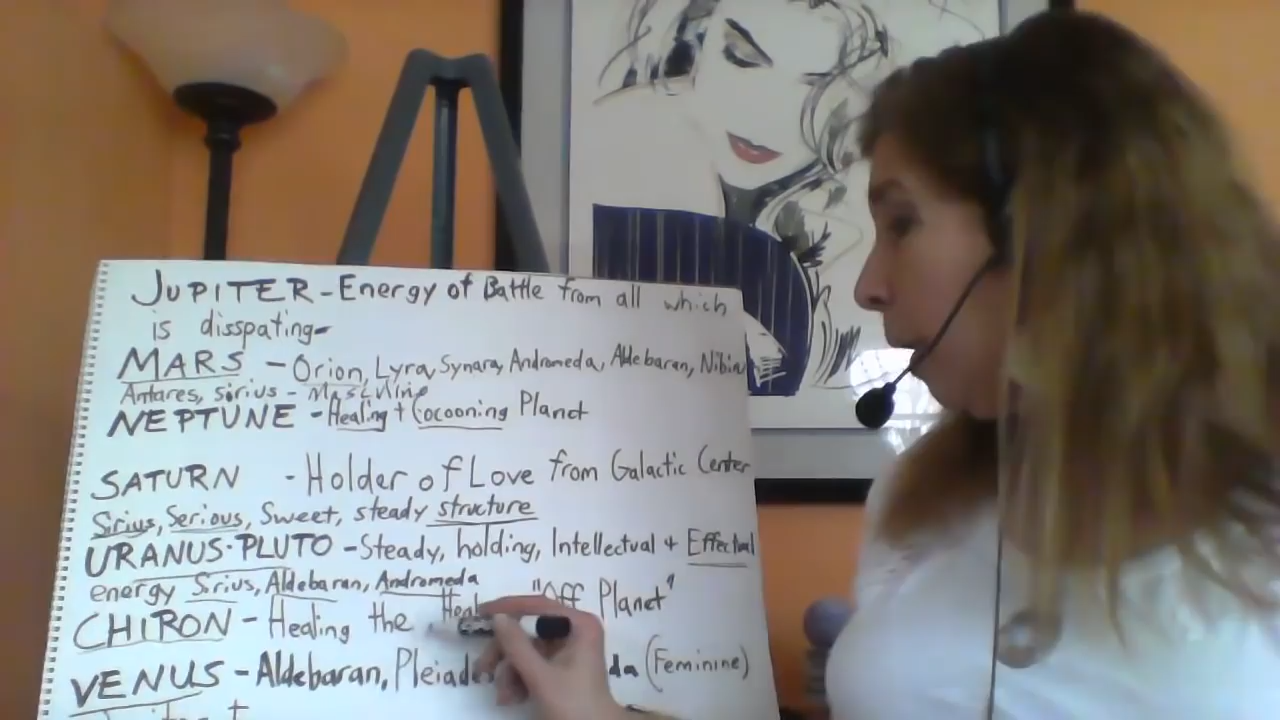 JUPITER - Energy of Battle from all which
is disspating-
MARS - Orion, Lyra, Synara, Andromeda, Aldebaran, Nibiru
Antares, Sirius - Masculine
NEPTUNE - Healing + Cocooning Planet
SATURN - Holder of Love from Galactic Center
Sirius, Serious, Sweet, steady structure
URANUS-PLUTO - Steady, holding, Intellectual + Effectual
energy Sirius, Aldebaran, Andromeda
CHIRON - Healing the "Off Planet"
VENUS - Aldebaran, (Feminine)